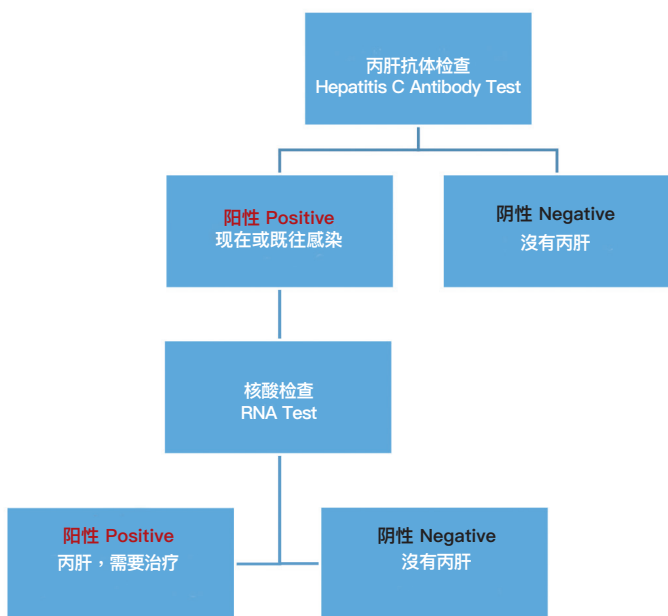 丙肝抗体检查
Hepatitis C Antibody Test
阳性 Positive
现在或既往感染
阴性 Negative
沒有丙肝
核酸检查
RNA Test
阳性 Positive
丙肝，需要治疗
阴性 Negative
沒有丙肝